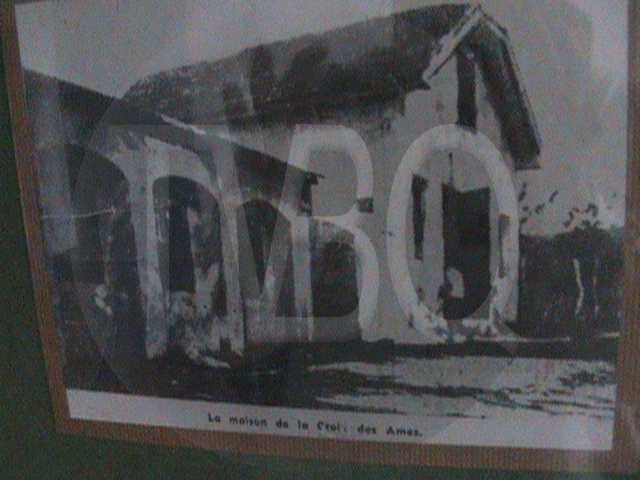 La maison de la Croix des Ames.